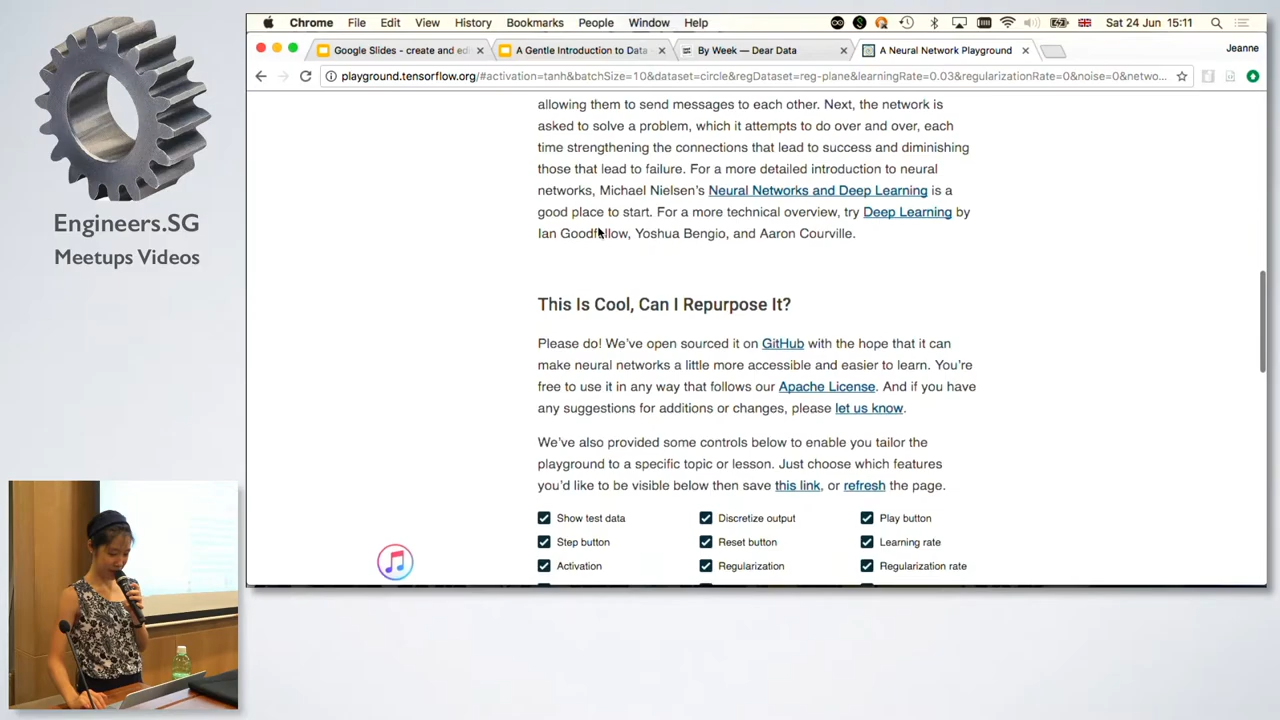 Chrome File Edit View History Bookmarks People Window Help Sat 24 Jun 15:11
Google Slides - create and edi
A Gentle Introduction to Data
By Week — Dear Data
A Neural Network Playground
Jeanne
playground.tensorflow.org/#activation=tanh&batchSize=10&dataset=circle&regDataset=reg-plane&learningRate=0.03&regularizationRate=0&noise=0&netwo...
allowing them to send messages to each other. Next, the network is
asked to solve a problem, which it attempts to do over and over, each
time strengthening the connections that lead to success and diminishing
those that lead to failure. For a more detailed introduction to neural
networks, Michael Nielsen’s Neural Networks and Deep Learning is a
good place to start. For a more technical overview, try Deep Learning by
Ian Goodfellow, Yoshua Bengio, and Aaron Courville.
This Is Cool, Can I Repurpose It?
Please do! We’ve open sourced it on GitHub with the hope that it can
make neural networks a little more accessible and easier to learn. You’re
free to use it in any way that follows our Apache License. And if you have
any suggestions for additions or changes, please let us know.
We’ve also provided some controls below to enable you tailor the
playground to a specific topic or lesson. Just choose which features
you’d like to be visible below then save this link, or refresh the page.
Show test data
Discretize output
Play button
Step button
Reset button
Learning rate
Activation
Regularization
Regularization rate
Engineers.SG
Meetups Videos